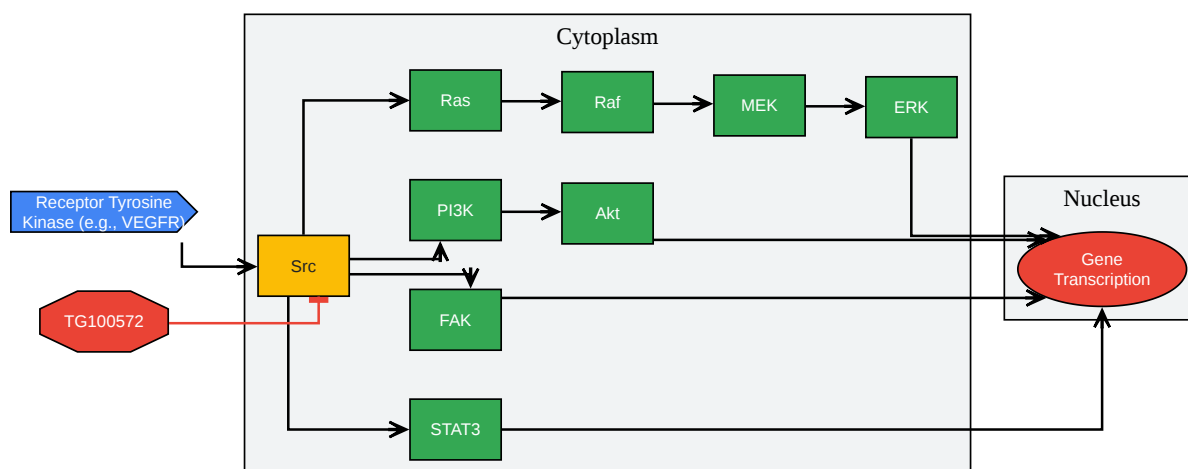 Cytoplasm
Ras
Raf
MEK
ERK
Receptor Tyrosine
Kinase (e.g., VEGFR)
PI3K
Akt
Nucleus
Src
Gene
Transcription
TG100572
FAK
STAT3